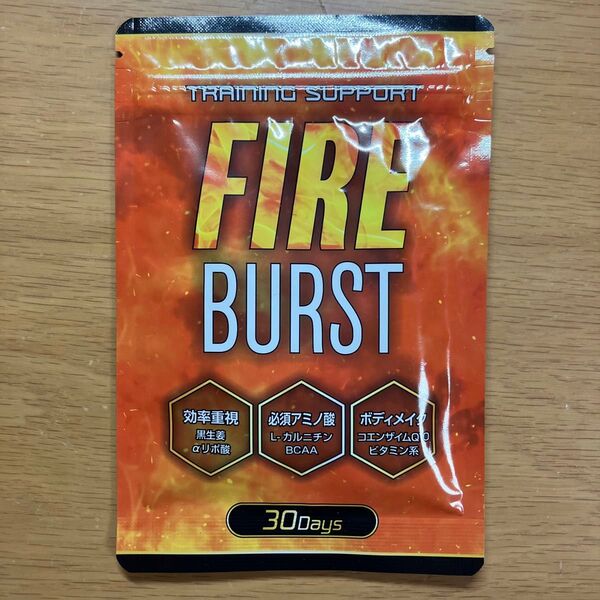 TRAINING SUPPORT
FIRE
BURST
効率重視
黒生姜
αリポ酸
必須アミノ酸
L-カルニチン
BCAA
ボディメイク
コエンザイムQ10
ビタミン系
30Days